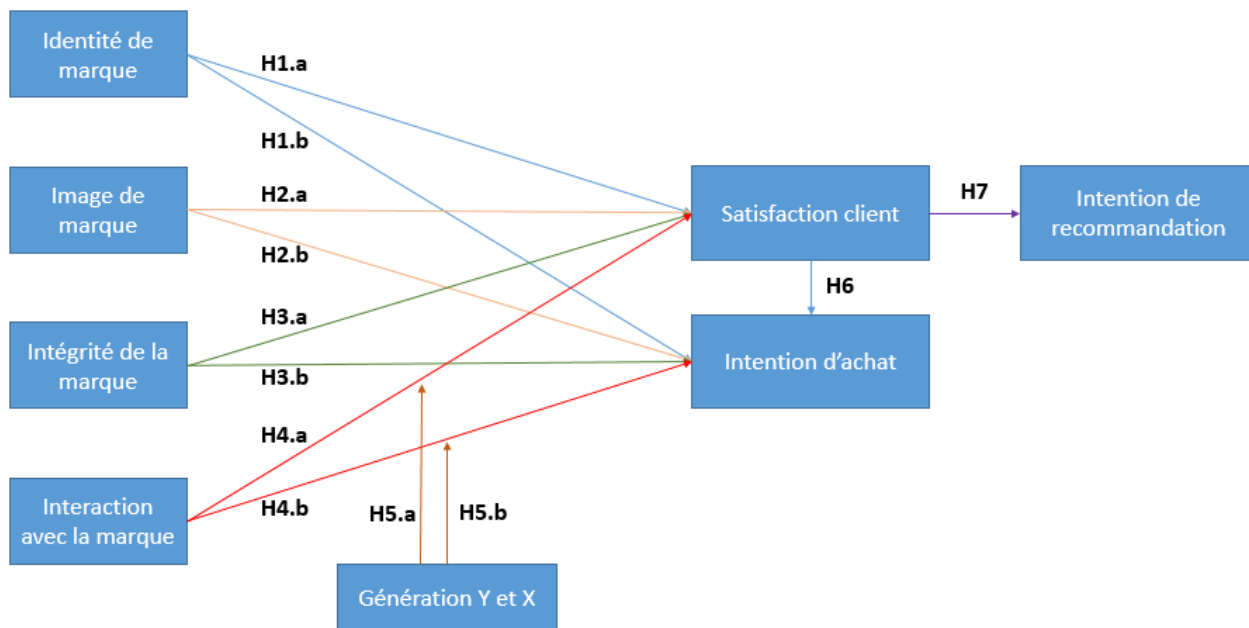 Identité de
marque
H1.a
H1.b
Image de
marque
H2.a
H2.b
Satisfaction client
H7
Intention de
recommandation
H6
Intégrité de la
marque
H3.a
H3.b
Intention d'achat
Interaction
avec la marque
H4.a
H4.b
H5.a
H5.b
Génération Y et X